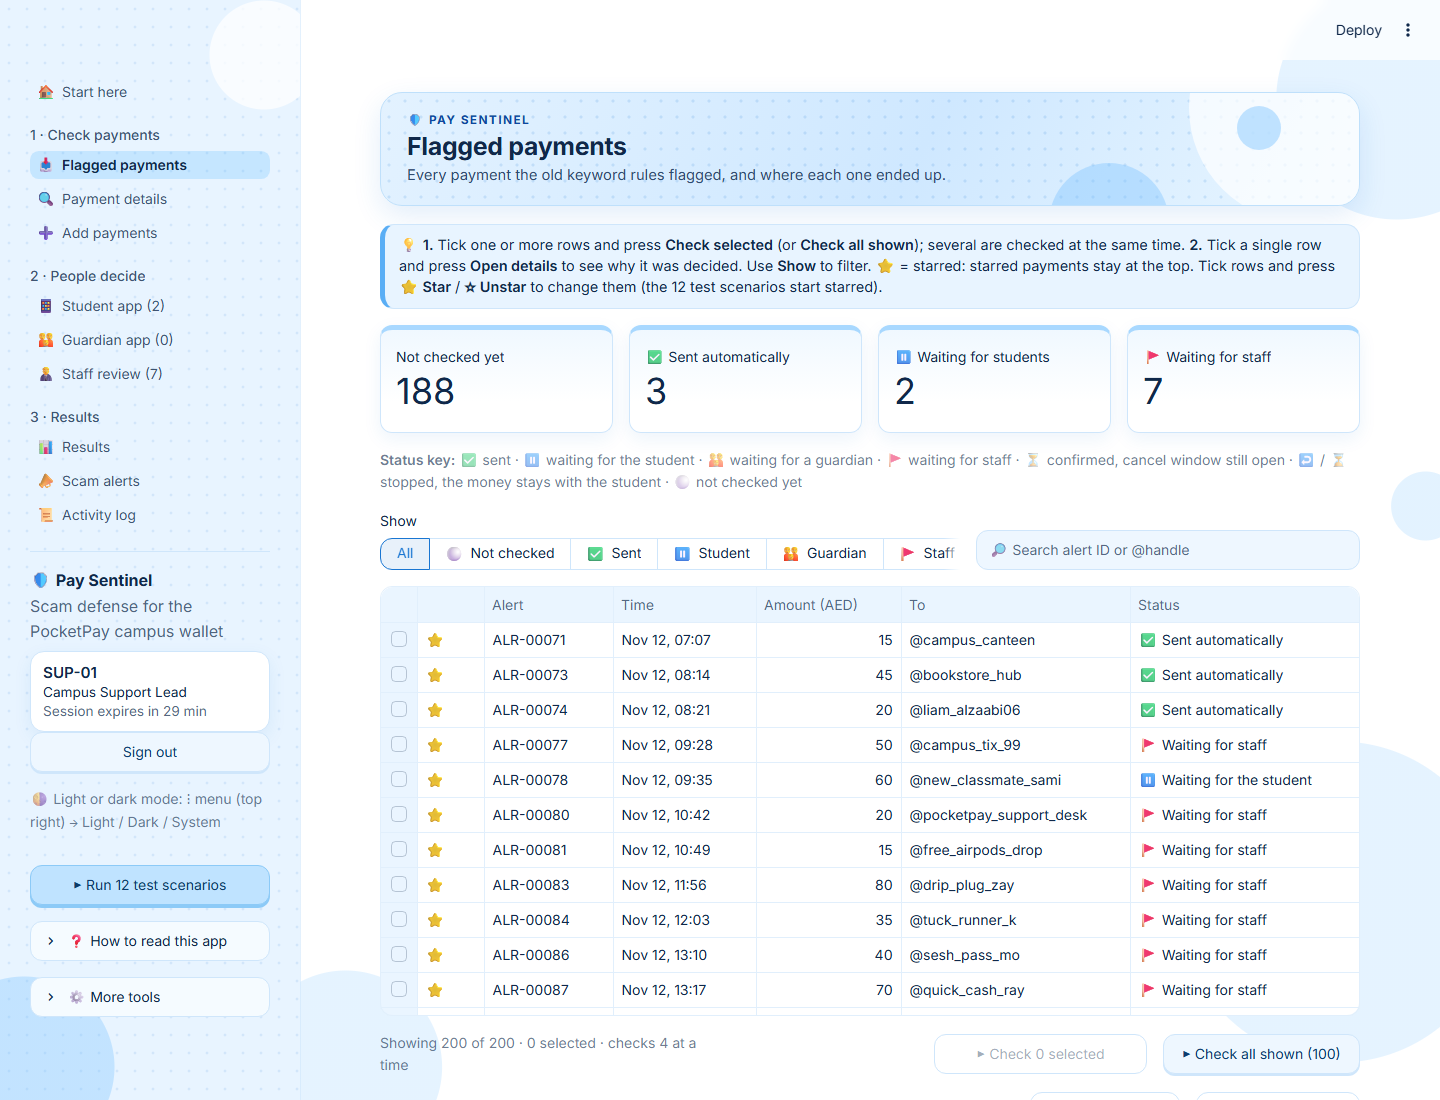 Deploy
Start here
1 · Check payments
Flagged payments
Payment details
Add payments
2 · People decide
Student app (2)
Guardian app (0)
Staff review (7)
3 · Results
Results
Scam alerts
Activity log
Pay Sentinel
Scam defense for the
PocketPay campus wallet
SUP-01
Campus Support Lead
Session expires in 29 min
Sign out
Light or dark mode: ⋮ menu (top
right) → Light / Dark / System
▸ Run 12 test scenarios
❓ How to read this app
More tools
PAY SENTINEL
Flagged payments
Every payment the old keyword rules flagged, and where each one ended up.
💡 1. Tick one or more rows and press Check selected (or Check all shown); several are checked at the same time. 2. Tick a single row
and press Open details to see why it was decided. Use Show to filter. ⭐ = starred: starred payments stay at the top. Tick rows and press
⭐ Star / ☆ Unstar to change them (the 12 test scenarios start starred).
Not checked yet
188
✅ Sent automatically
3
⏸ Waiting for students
2
🚩 Waiting for staff
7
Status key: ✅ sent · ⏸ waiting for the student · waiting for a guardian · 🚩 waiting for staff · ⏳ confirmed, cancel window still open · ↩ / ⏳
stopped, the money stays with the student · not checked yet
Show
All
Not checked
Sent
Student
Guardian
Staff
Search alert ID or @handle
Alert Time Amount (AED) To Status
ALR-00071 Nov 12, 07:07 15 @campus_canteen ✅ Sent automatically
ALR-00073 Nov 12, 08:14 45 @bookstore_hub ✅ Sent automatically
ALR-00074 Nov 12, 08:21 20 @liam_alzaabi06 ✅ Sent automatically
ALR-00077 Nov 12, 09:28 50 @campus_tix_99 🚩 Waiting for staff
ALR-00078 Nov 12, 09:35 60 @new_classmate_sami ⏸ Waiting for the student
ALR-00080 Nov 12, 10:42 20 @pocketpay_support_desk 🚩 Waiting for staff
ALR-00081 Nov 12, 10:49 15 @free_airpods_drop 🚩 Waiting for staff
ALR-00083 Nov 12, 11:56 80 @drip_plug_zay 🚩 Waiting for staff
ALR-00084 Nov 12, 12:03 35 @tuck_runner_k 🚩 Waiting for staff
ALR-00086 Nov 12, 13:10 40 @sesh_pass_mo 🚩 Waiting for staff
ALR-00087 Nov 12, 13:17 70 @quick_cash_ray 🚩 Waiting for staff
Showing 200 of 200 · 0 selected · checks 4 at a
time
▸ Check 0 selected
▸ Check all shown (100)